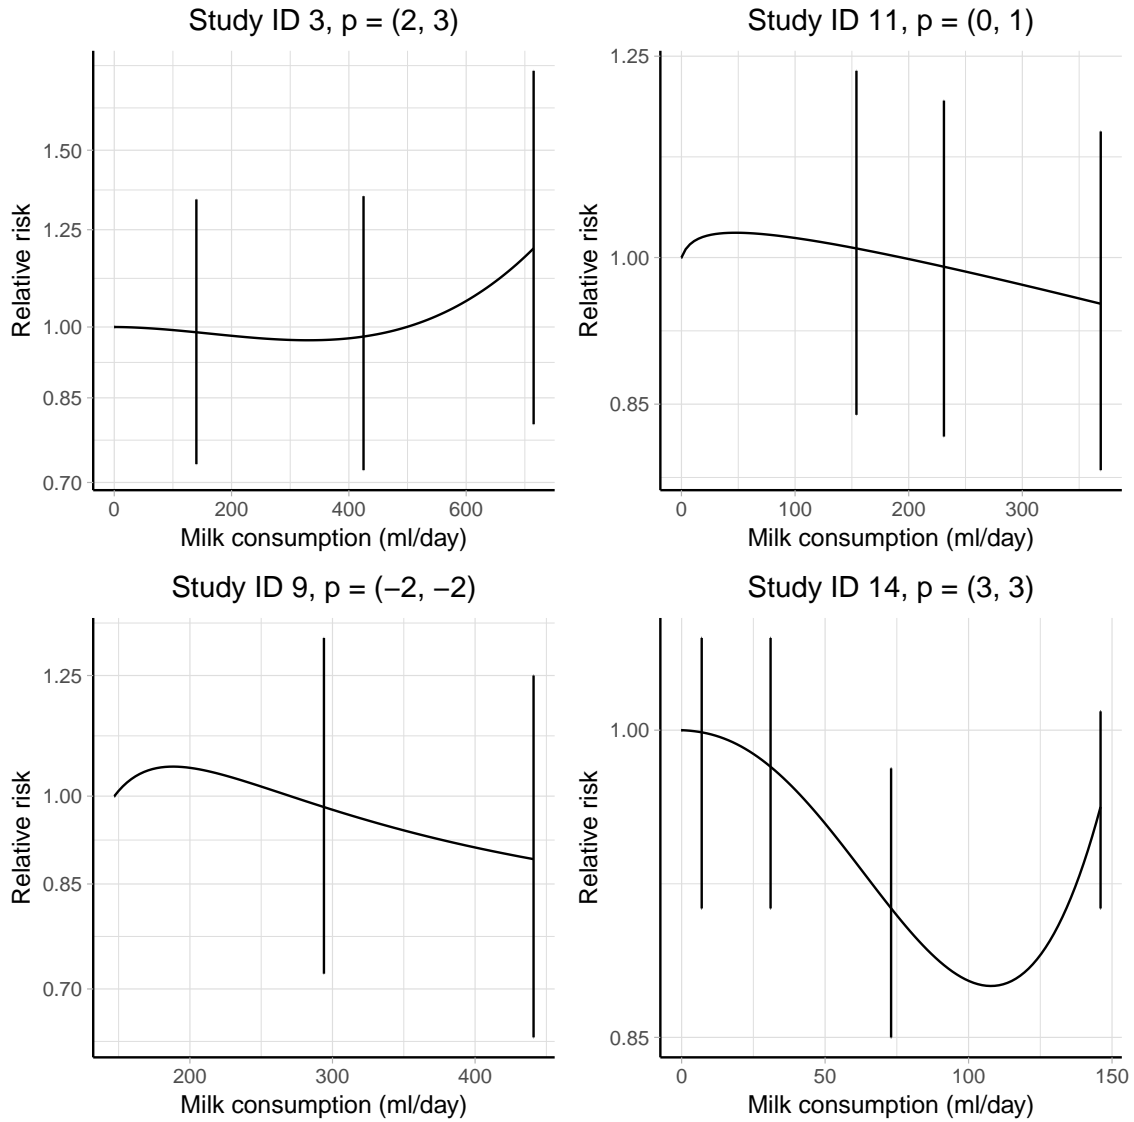 Study ID 3, p = (2, 3)
1.50
1.25
1.00
0.85
0.70
Relative risk
0 200 400 600
Milk consumption (ml/day)
Study ID 11, p = (0, 1)
1.25
1.00
0.85
Relative risk
0 100 200 300
Milk consumption (ml/day)
Study ID 9, p = (−2, −2)
1.25
1.00
0.85
0.70
Relative risk
200 300 400
Milk consumption (ml/day)
Study ID 14, p = (3, 3)
1.00
0.85
Relative risk
0 50 100 150
Milk consumption (ml/day)